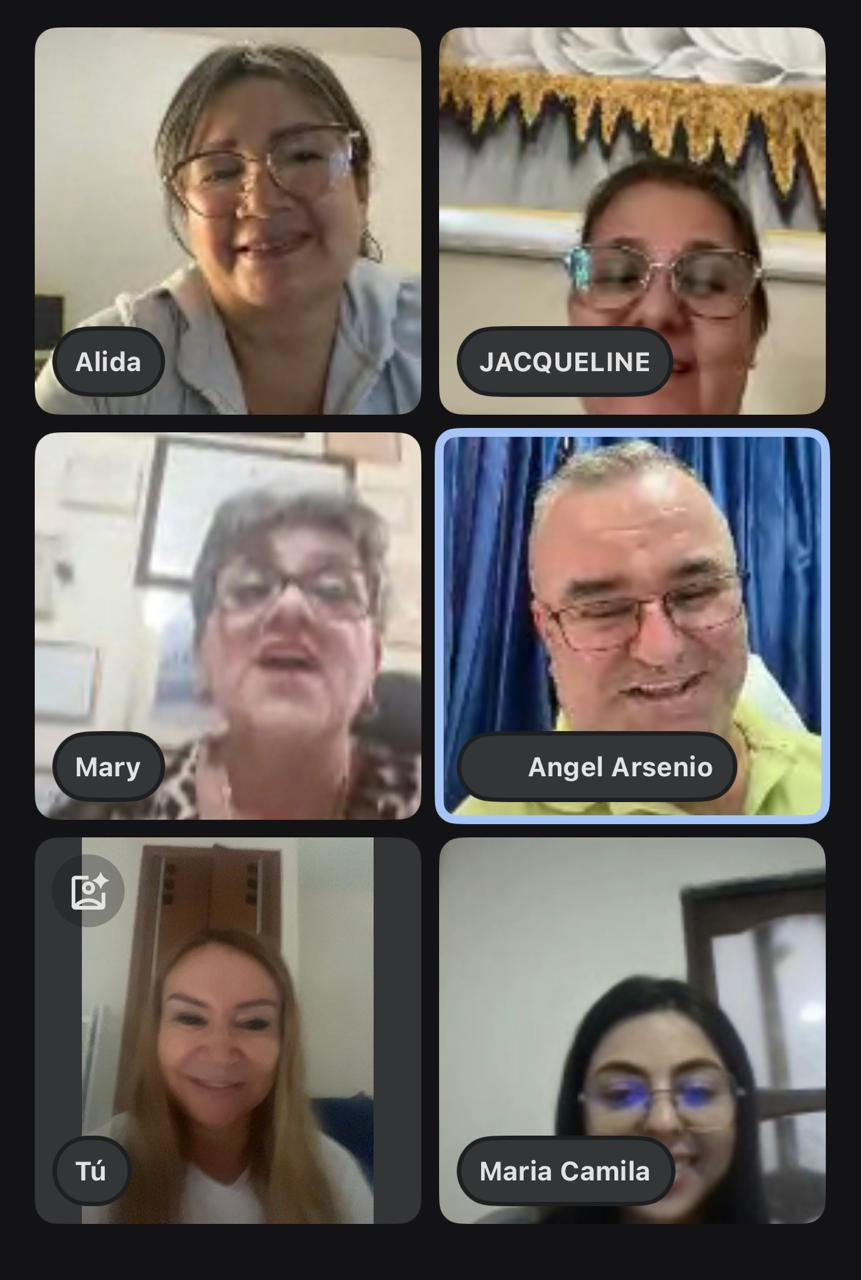 Alida
JACQUELINE
Mary
Angel Arsenio
Tú
Maria Camila